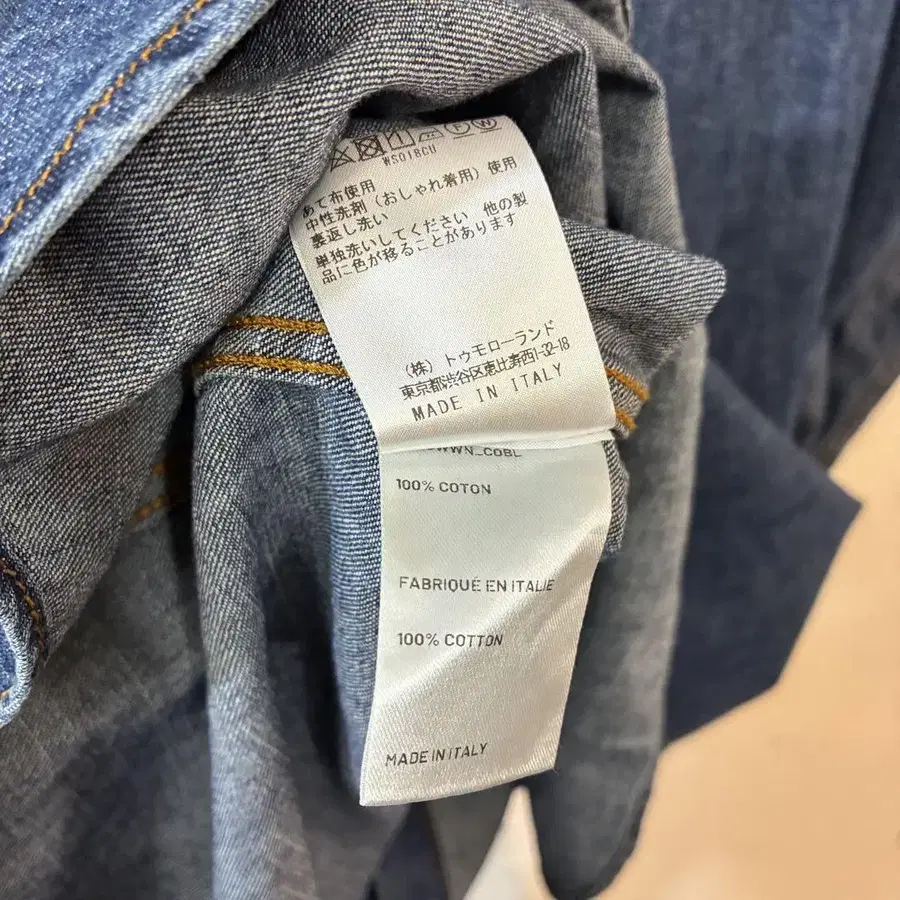 WS018CU
あて布使用
中性洗剤（おしゃれ着用）使用
裏返し洗い
単独洗いしてください 他の製
品に色が移ることがあります
（株）トゥモローランド
東京都渋谷区恵比寿西1-32-18
MADE IN ITALY
100% COTON
FABRIQUÉ EN ITALIE
100% COTTON
MADE IN ITALY